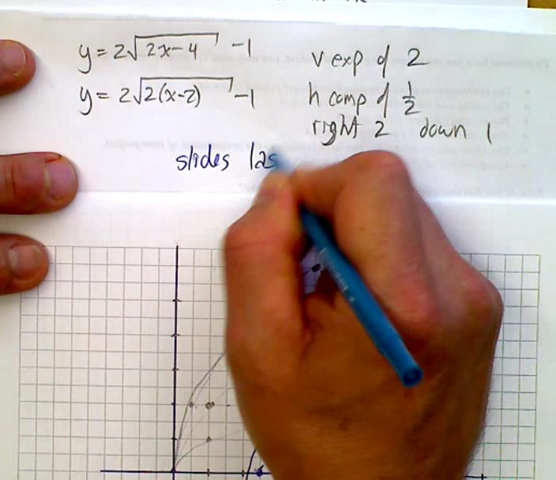 y = 2√(2x-4) -1
v exp of 2
y = 2√(2(x-2)) -1
h comp of 1/2
right 2 down 1
slides las